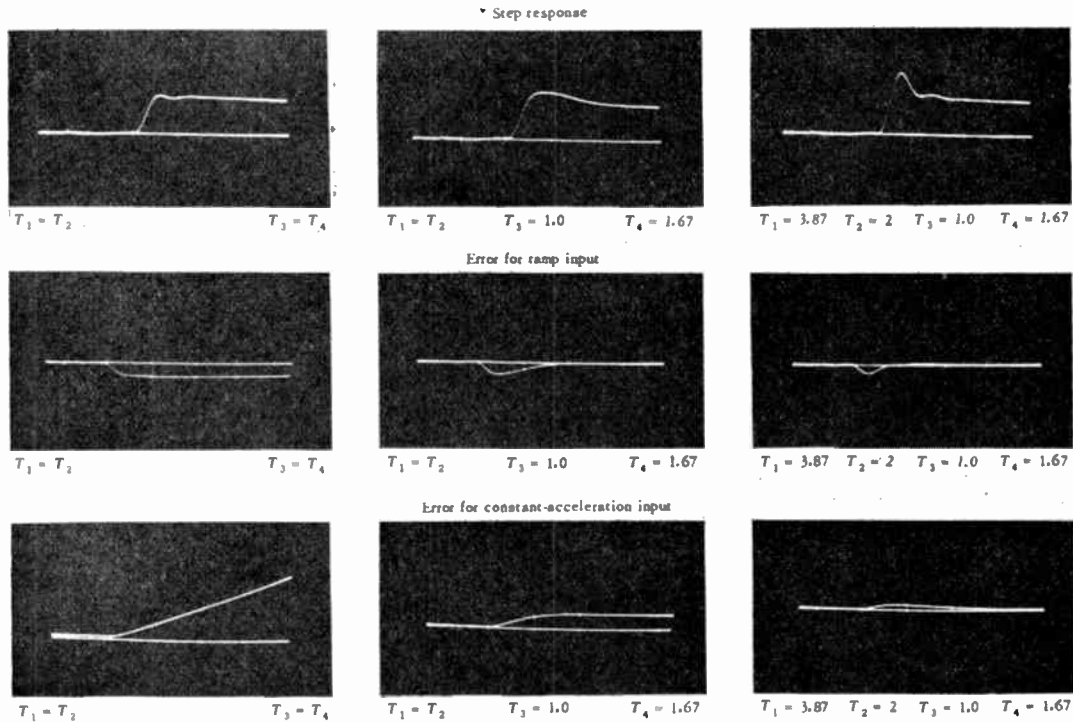 Step response
T₁ = T₂ T₃ = T₄ T₁ = T₂ T₃ = 1.0 T₄ = 1.67 T₁ = 3.87 T₂ = 2 T₃ = 1.0 T₄ = 1.67
Error for ramp input
T₁ = T₂ T₃ = T₄ T₁ = T₂ T₃ = 1.0 T₄ = 1.67 T₁ = 3.87 T₂ = 2 T₃ = 1.0 T₄ = 1.67
Error for constant-acceleration input
T₁ = T₂ T₃ = T₄ T₁ = T₂ T₃ = 1.0 T₄ = 1.67 T₁ = 3.87 T₂ = 2 T₃ = 1.0 T₄ = 1.67